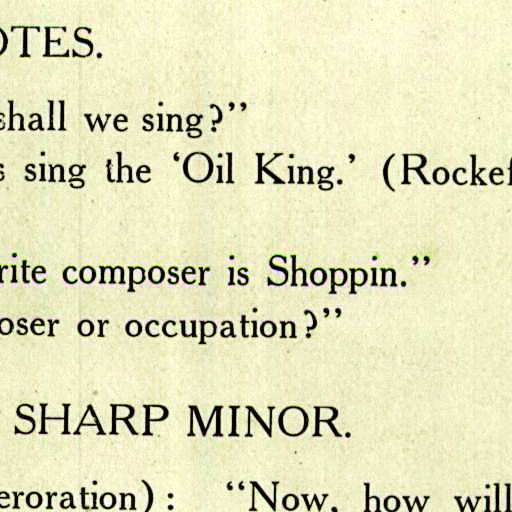 OTES.
shall we sing?”
s sing the ‘Oil King.’ (Rockef
rite composer is Shoppin.”
oser or occupation?”
SHARP MINOR.
eroration): “Now, how will